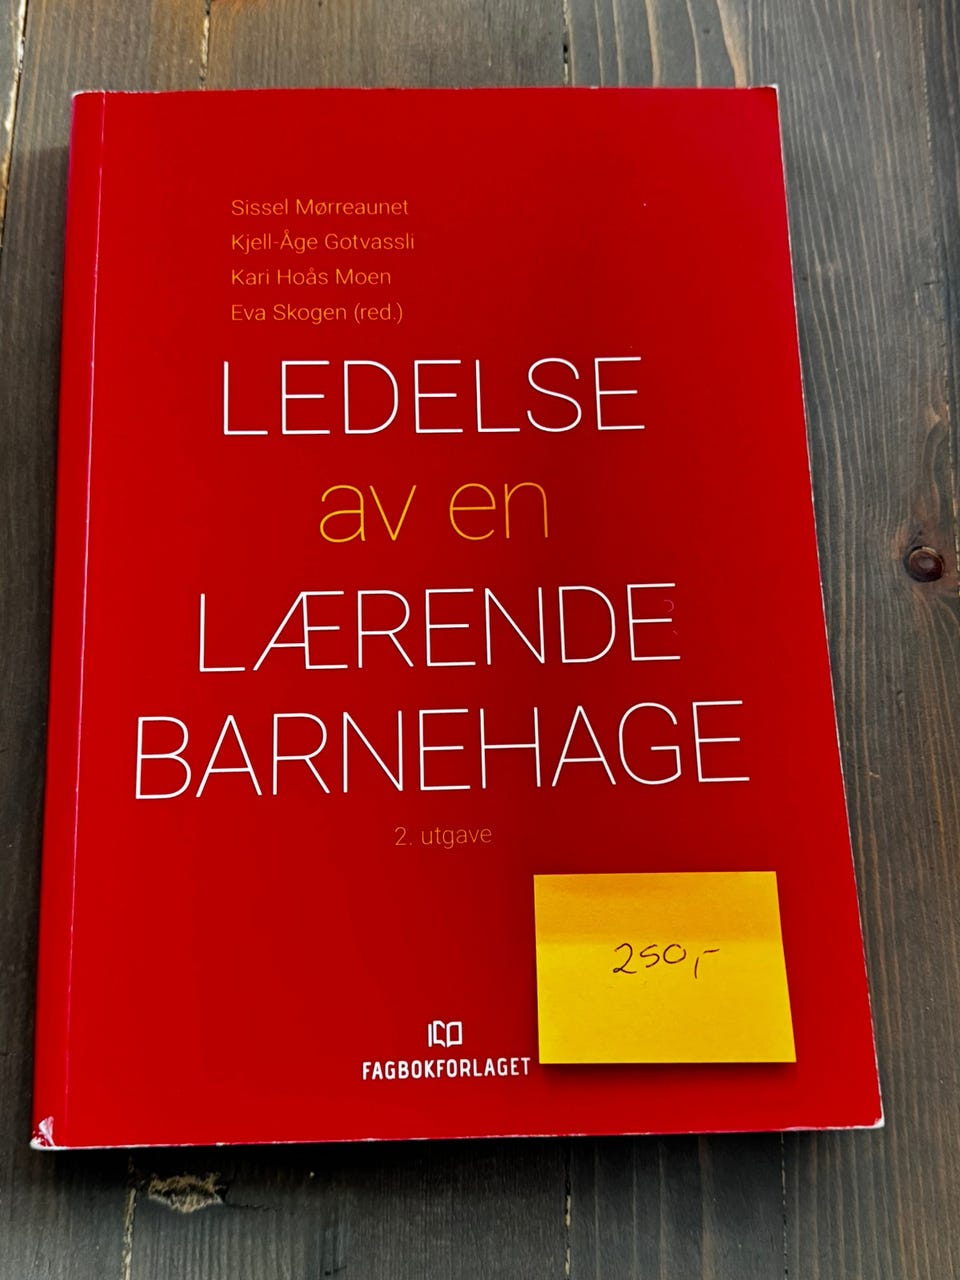 Sissel Mørreaunet
Kjell-Åge Gotvassli
Kari Hoås Moen
Eva Skogen (red.)
LEDELSE
av en
LÆRENDE
BARNEHAGE
2. utgave
250,-
FAGBOKFORLAGET